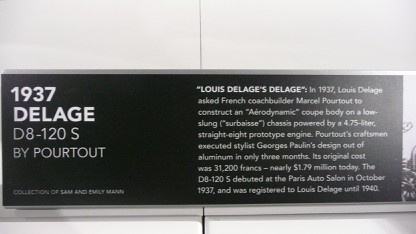 1937
DELAGE
D8-120 S
BY POURTOUT
COLLECTION OF SAM AND EMILY MANN
"LOUIS DELAGE'S DELAGE": In 1937, Louis Delage
asked French coachbuilder Marcel Pourtout to
construct an "Aérodynamic" coupe body on a low-
slung ("surbaisse") chassis powered by a 4.75-liter,
straight-eight prototype engine. Pourtout's craftsmen
executed stylist Georges Paulin's design out of
aluminum in only three months. Its original cost
was 31,200 francs – nearly $1.79 million today. The
D8-120 S debuted at the Paris Auto Salon in October
1937, and was registered to Louis Delage until 1940.